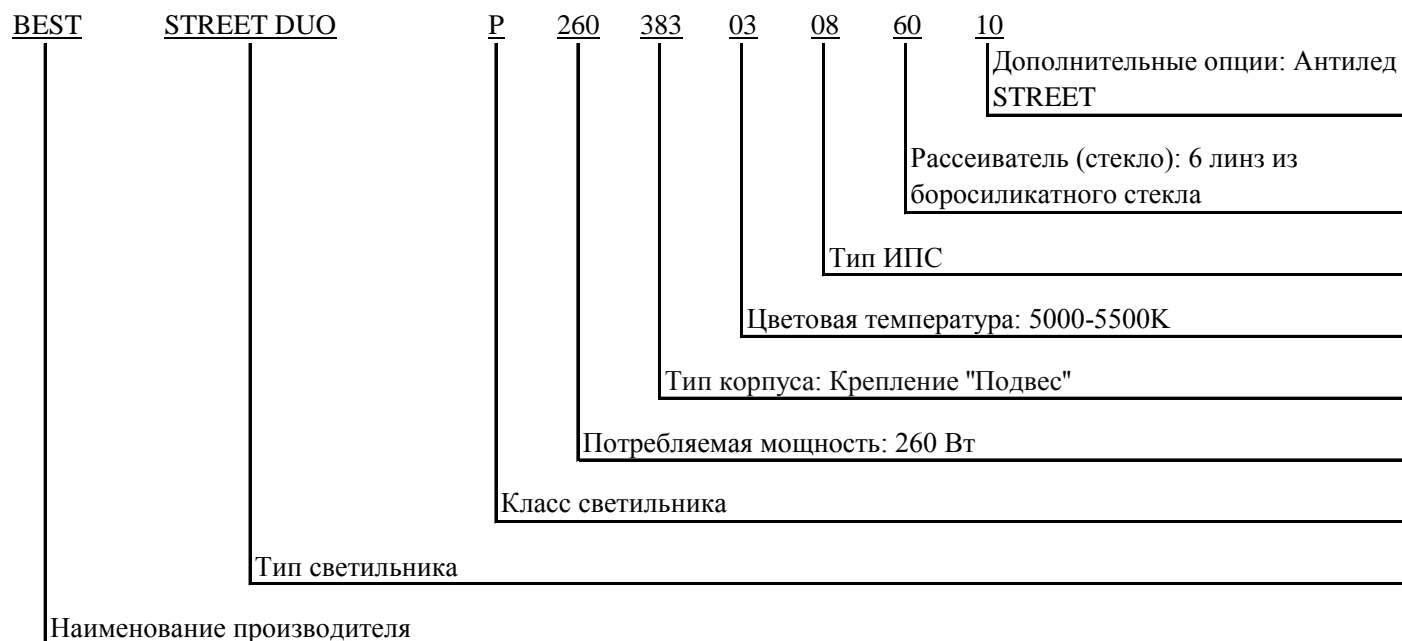 BEST STREET DUO P 260 383 03 08 60 10
Дополнительные опции: Антилед
STREET
Рассеиватель (стекло): 6 линз из
боросиликатного стекла
Тип ИПС
Цветовая температура: 5000-5500K
Тип корпуса: Крепление "Подвес"
Потребляемая мощность: 260 Вт
Класс светильника
Тип светильника
Наименование производителя